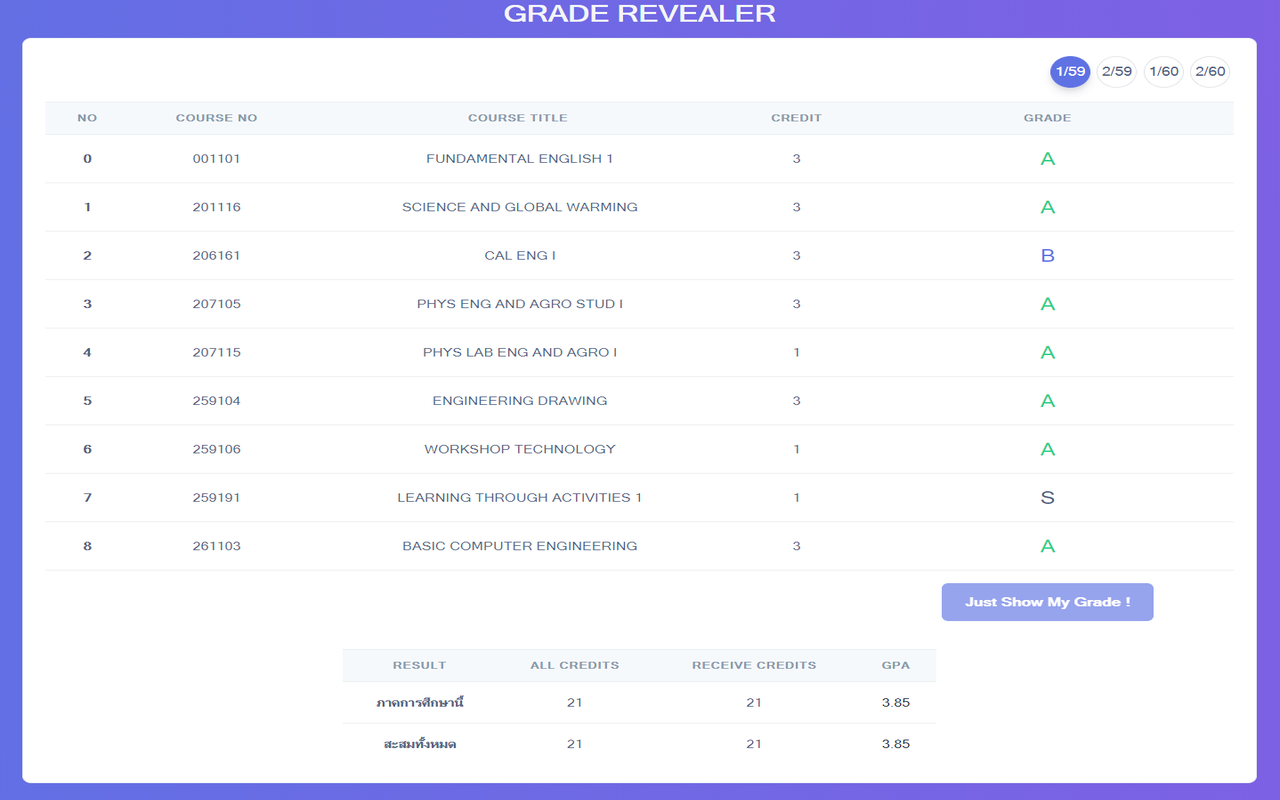 GRADE REVEALER
1/59 2/59 1/60 2/60
NO COURSE NO COURSE TITLE CREDIT GRADE
0 001101 FUNDAMENTAL ENGLISH 1 3 A
1 201116 SCIENCE AND GLOBAL WARMING 3 A
2 206161 CAL ENG I 3 B
3 207105 PHYS ENG AND AGRO STUD I 3 A
4 207115 PHYS LAB ENG AND AGRO I 1 A
5 259104 ENGINEERING DRAWING 3 A
6 259106 WORKSHOP TECHNOLOGY 1 A
7 259191 LEARNING THROUGH ACTIVITIES 1 1 S
8 261103 BASIC COMPUTER ENGINEERING 3 A
Just Show My Grade !
RESULT ALL CREDITS RECEIVE CREDITS GPA
ภาคการศึกษานี้ 21 21 3.85
สะสมทั้งหมด 21 21 3.85